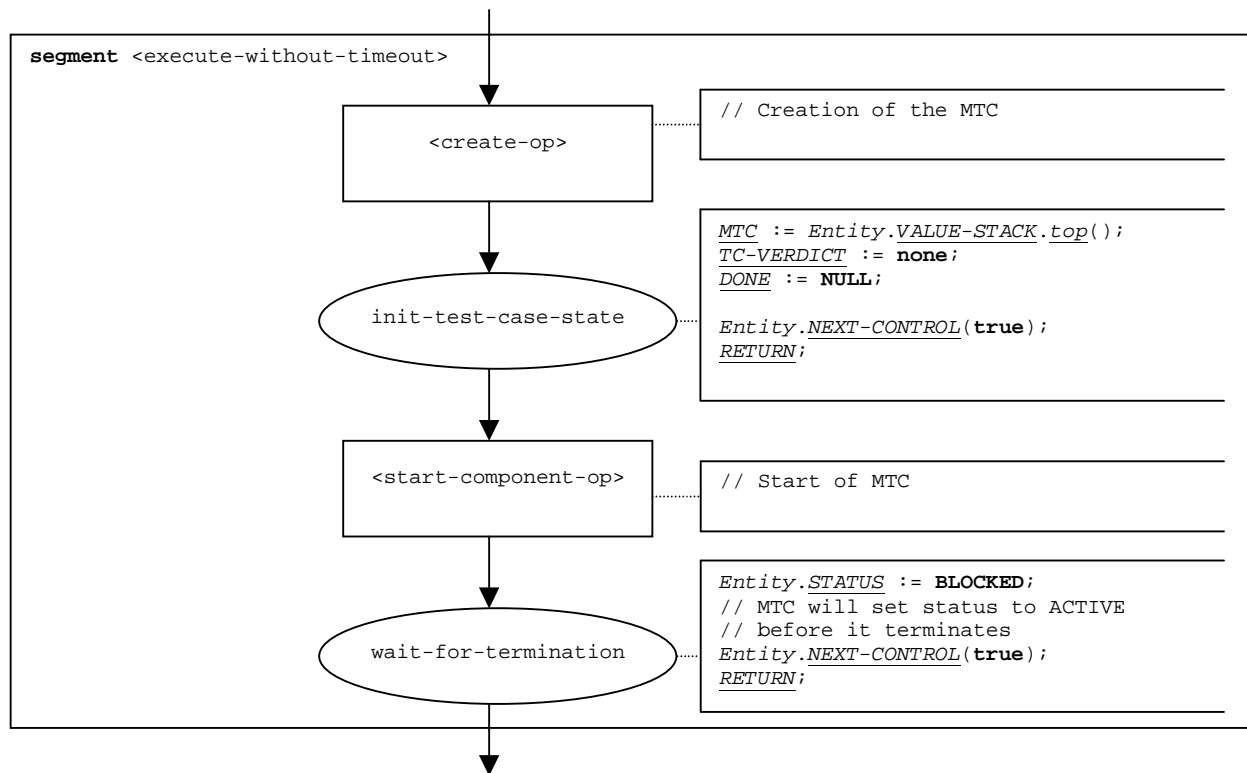 segment <execute-without-timeout>
<create-op>
// Creation of the MTC
init-test-case-state
MTC := Entity.VALUE-STACK.top();
TC-VERDICT := none;
DONE := NULL;
Entity.NEXT-CONTROL(true);
RETURN;
<start-component-op>
// Start of MTC
wait-for-termination
Entity.STATUS := BLOCKED;
// MTC will set status to ACTIVE
// before it terminates
Entity.NEXT-CONTROL(true);
RETURN;